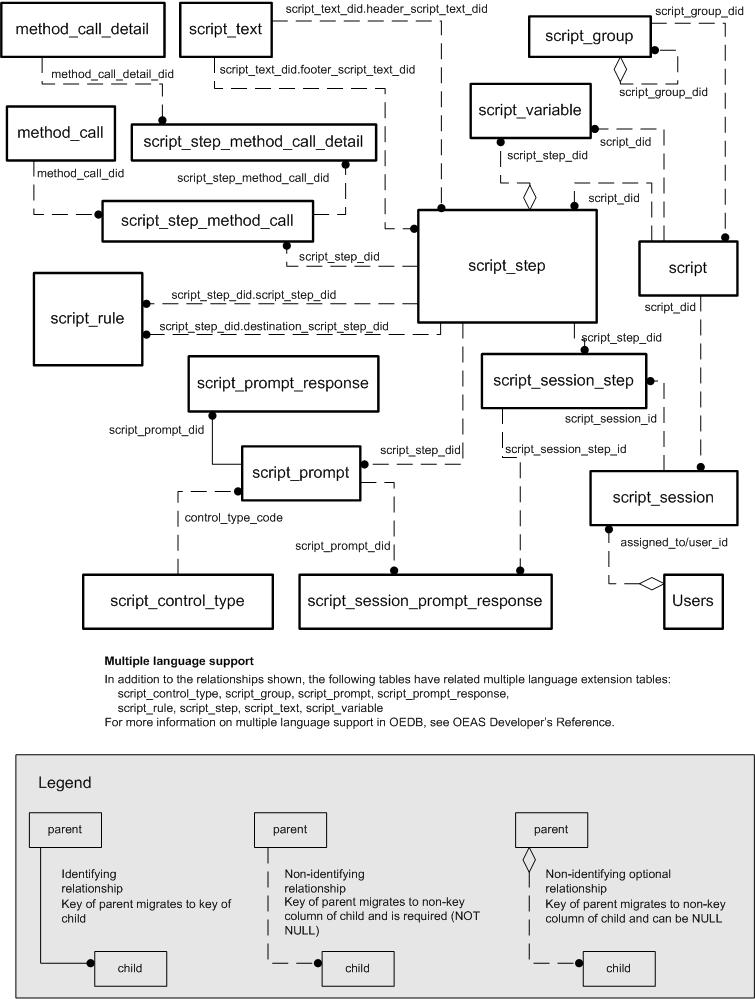 script_text_did.header_script_text_did
script_group_did
method_call_detail
script_text
script_group
method_call_detail_did
script_text_did.footer_script_text_did
script_group_did
script_variable
method_call
script_step_method_call_detail
script_did
script_step_did
method_call_did
script_step_method_call_did
script_did
script_step_method_call
script_step_did
script_step
script
script_step_did.script_step_did
script_did
script_rule
script_step_did.destination_script_step_did
script_step_did
script_prompt_response
script_session_step
script_prompt_did
script_session_id
script_step_did
script_session_step_id
script_prompt
script_session
control_type_code
script_prompt_did
assigned_to/user_id
script_control_type
script_session_prompt_response
Users
Multiple language support
In addition to the relationships shown, the following tables have related multiple language extension tables:
script_control_type, script_group, script_prompt, script_prompt_response,
script_rule, script_step, script_text, script_variable
For more information on multiple language support in OEDB, see OEAS Developer's Reference.
Legend
parent
Identifying
relationship
Key of parent migrates to key of
child
child
parent
Non-identifying
relationship
Key of parent migrates to non-key
column of child and is required (NOT
NULL)
child
parent
Non-identifying optional
relationship
Key of parent migrates to non-key
column of child and can be NULL
child